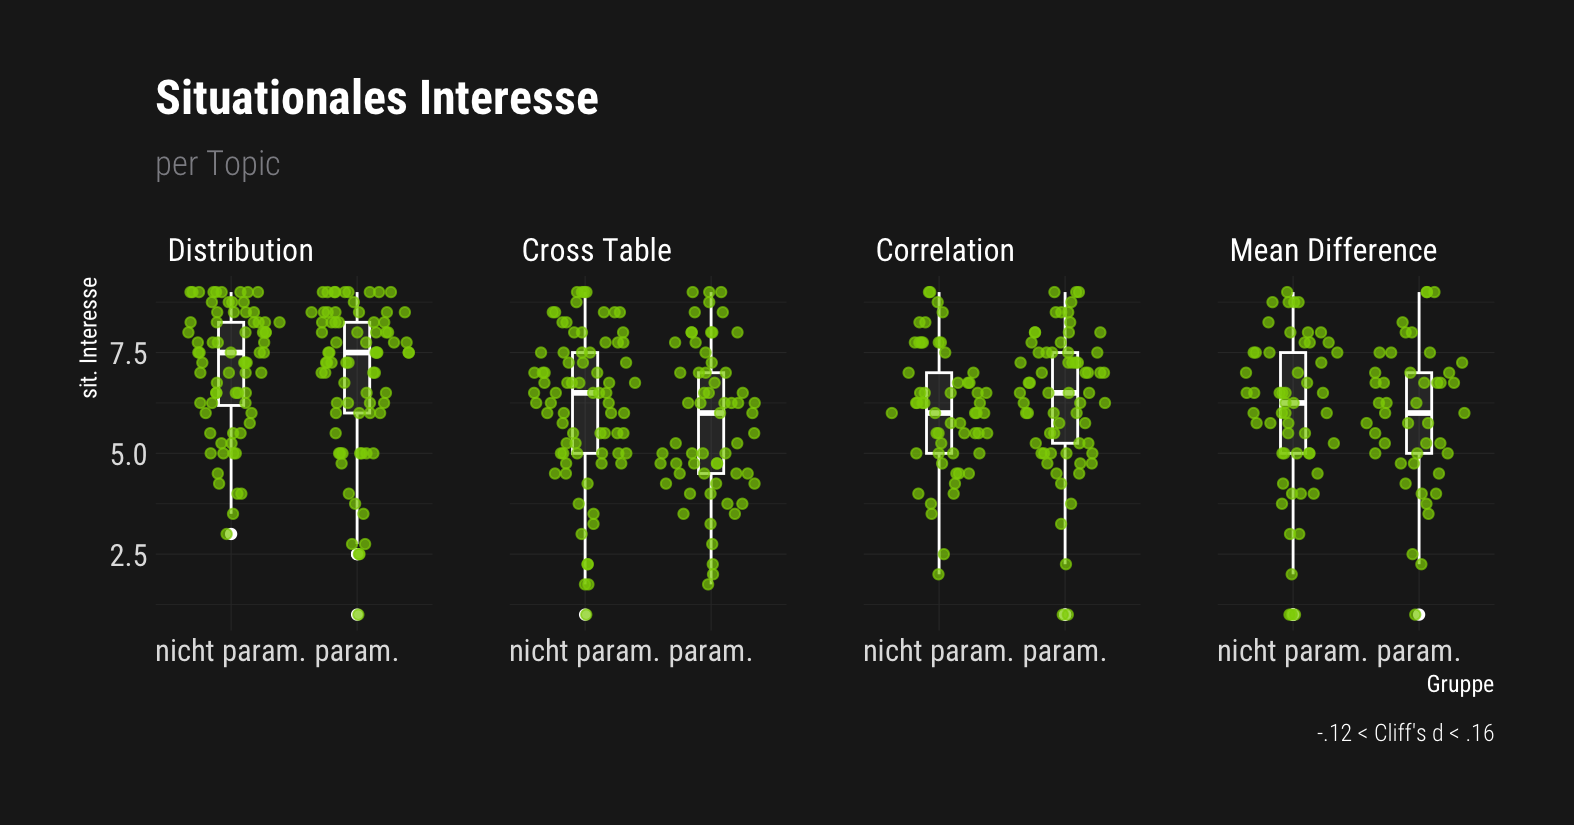 Situationales Interesse
per Topic
Distribution
Cross Table
Correlation
Mean Difference
sit. Interesse
7.5
5.0
2.5
nicht param. param.
nicht param. param.
nicht param. param.
nicht param. param.
Gruppe
-.12 < Cliff's d < .16